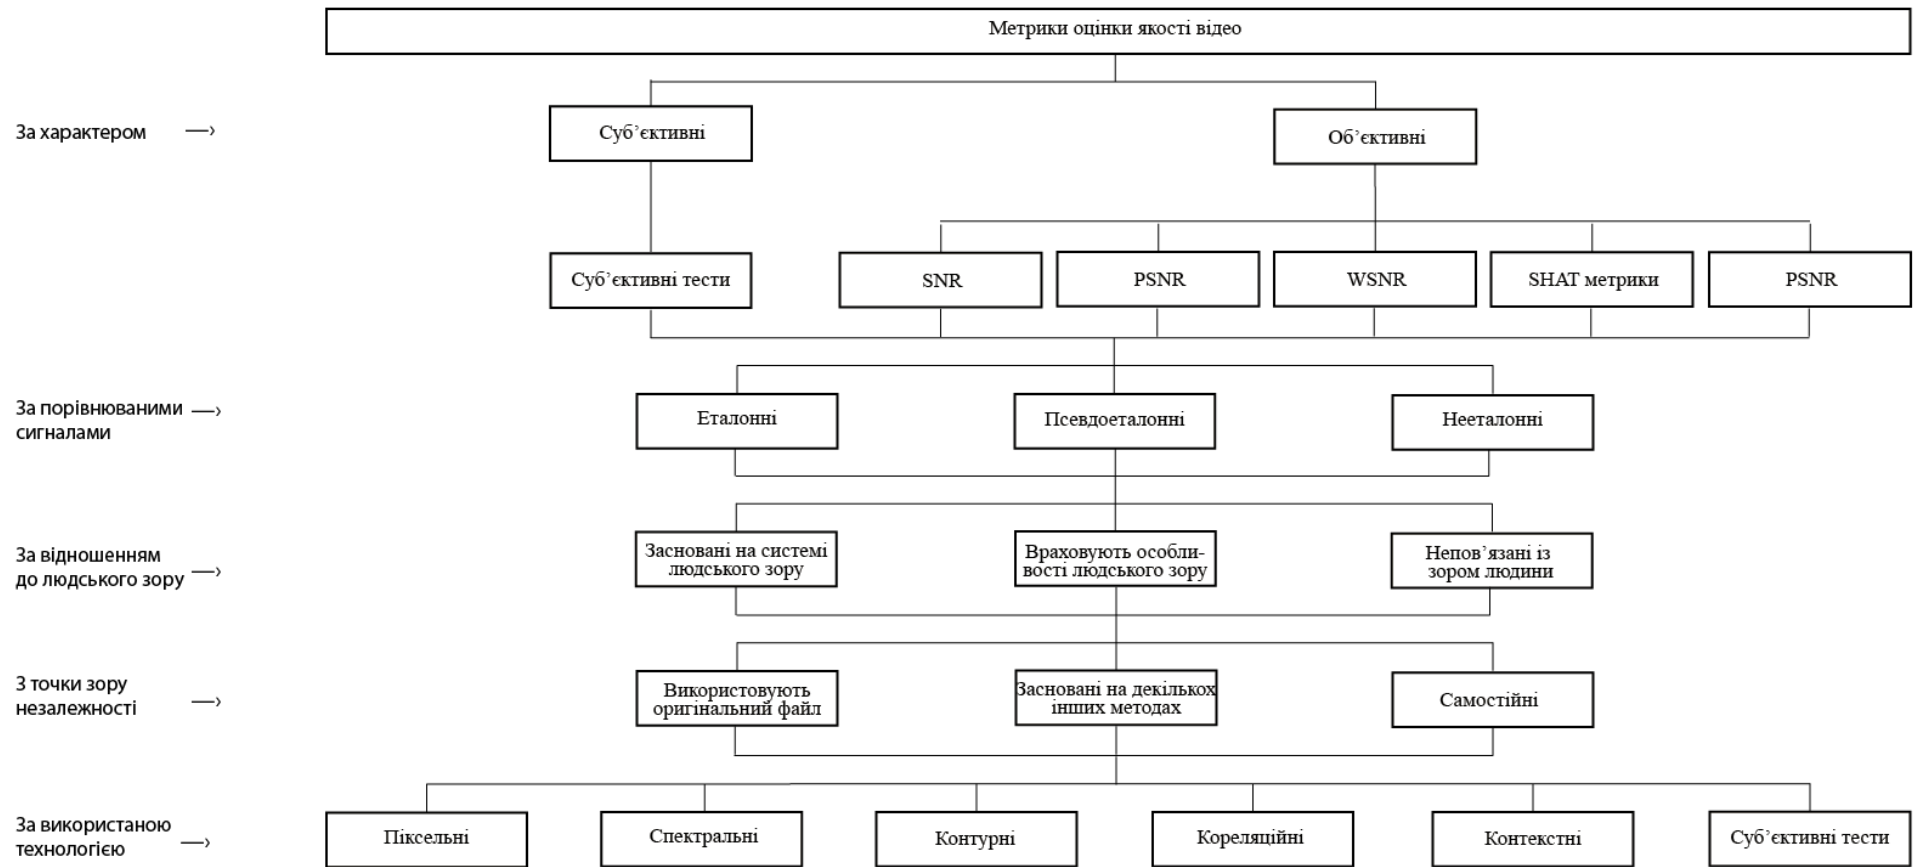 Метрики оцінки якості відео
За характером —›
Суб’єктивні
Об’єктивні
Суб’єктивні тести
SNR
PSNR
WSNR
SHAT метрики
PSNR
За порівнюваними
сигналами —›
Еталонні
Псевдоеталонні
Нееталонні
За відношенням
до людського зору —›
Засновані на системі
людського зору
Враховують особли-
вості людського зору
Непов’язані із
зором людини
З точки зору
незалежності —›
Використовують
оригінальний файл
Засновані на декількох
інших методах
Самостійні
За використаною
технологією —›
Піксельні
Спектральні
Контурні
Кореляційні
Контекстні
Суб’єктивні тести